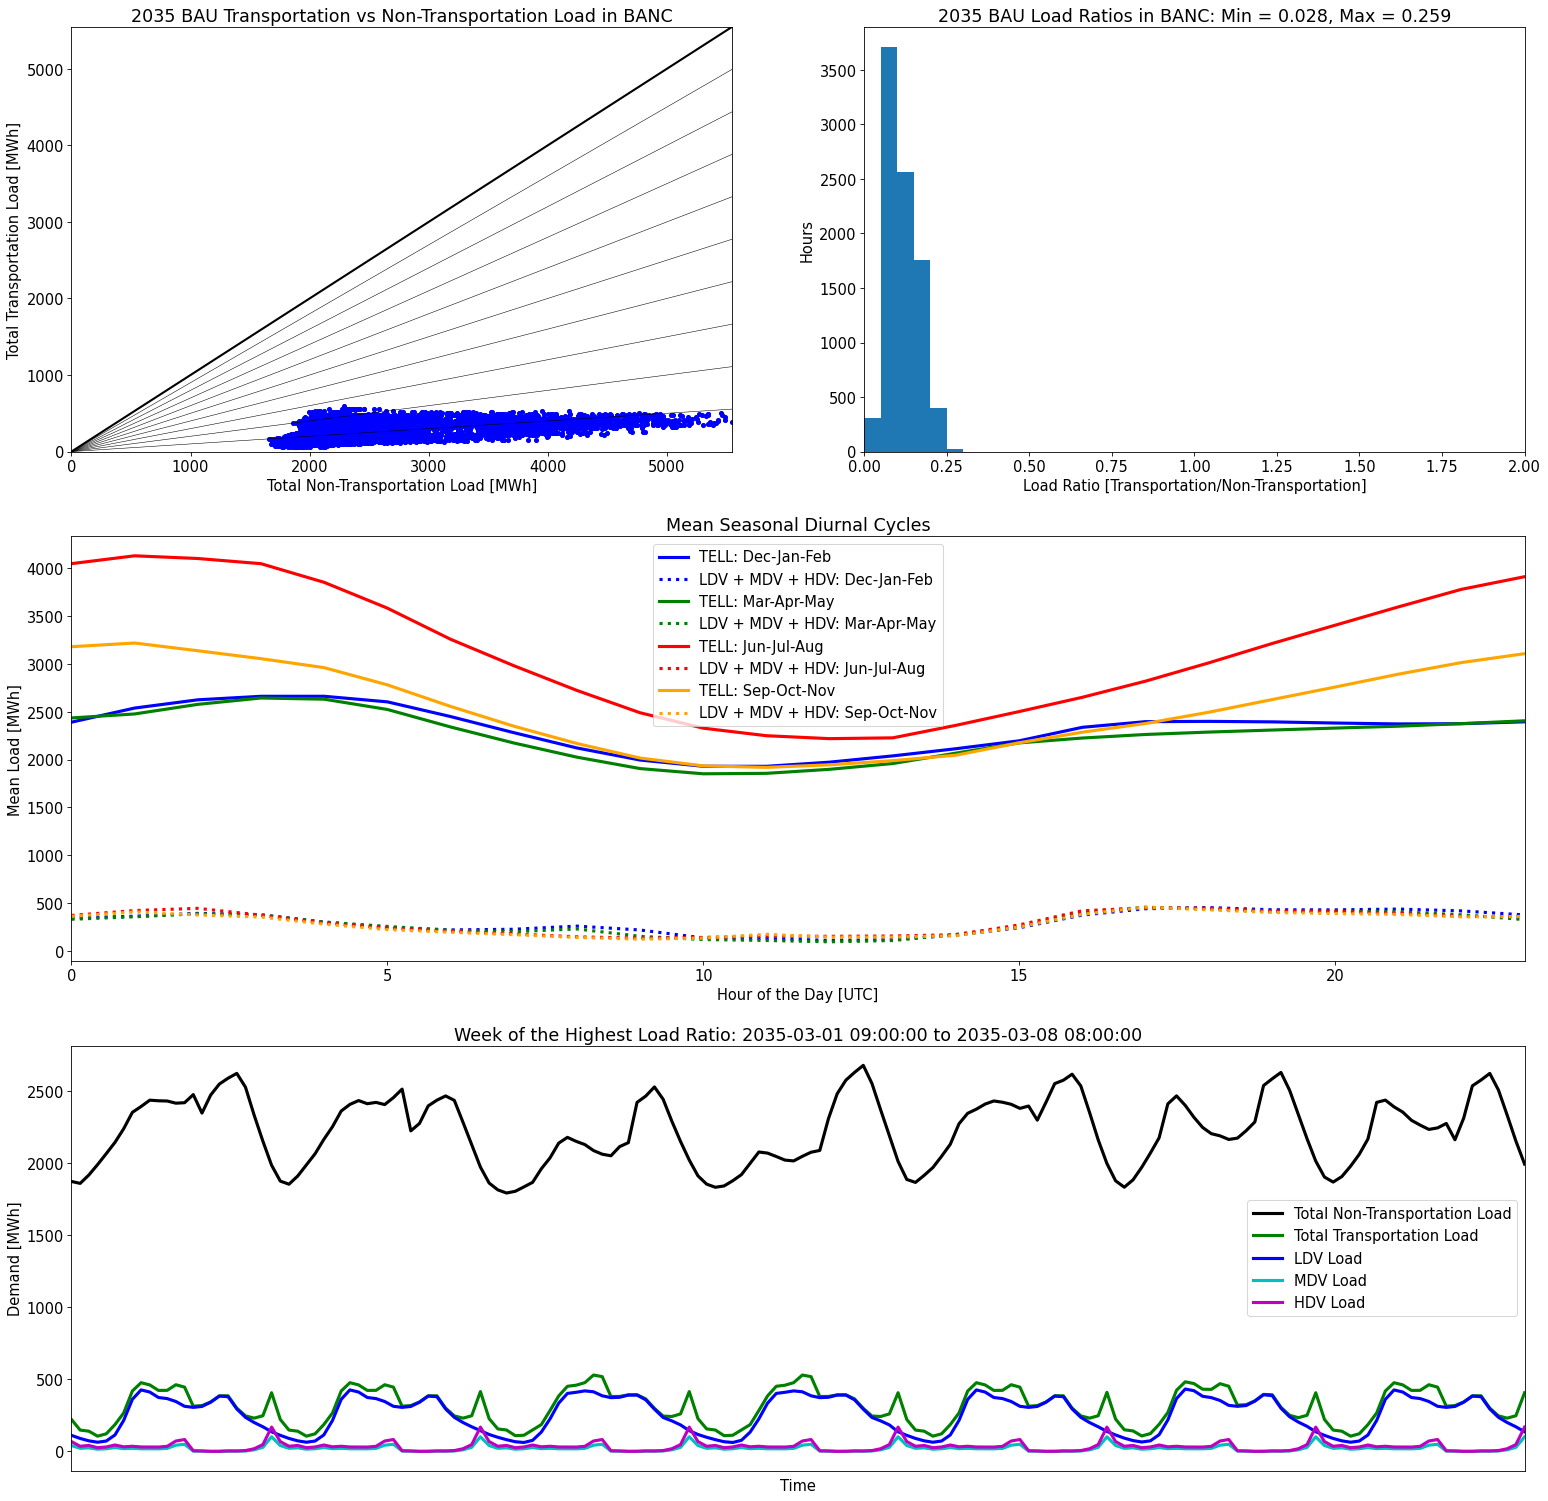 2035 BAU Transportation vs Non-Transportation Load in BANC
Total Transportation Load [MWh]
5000
4000
3000
2000
1000
0
0 1000 2000 3000 4000 5000
Total Non-Transportation Load [MWh]
2035 BAU Load Ratios in BANC: Min = 0.028, Max = 0.259
Hours
3500
3000
2500
2000
1500
1000
500
0
0.00 0.25 0.50 0.75 1.00 1.25 1.50 1.75 2.00
Load Ratio [Transportation/Non-Transportation]
Mean Seasonal Diurnal Cycles
Mean Load [MWh]
4000
3500
3000
2500
2000
1500
1000
500
0
TELL: Dec-Jan-Feb
LDV + MDV + HDV: Dec-Jan-Feb
TELL: Mar-Apr-May
LDV + MDV + HDV: Mar-Apr-May
TELL: Jun-Jul-Aug
LDV + MDV + HDV: Jun-Jul-Aug
TELL: Sep-Oct-Nov
LDV + MDV + HDV: Sep-Oct-Nov
0 5 10 15 20
Hour of the Day [UTC]
Week of the Highest Load Ratio: 2035-03-01 09:00:00 to 2035-03-08 08:00:00
Demand [MWh]
2500
2000
1500
1000
500
0
Total Non-Transportation Load
Total Transportation Load
LDV Load
MDV Load
HDV Load
Time